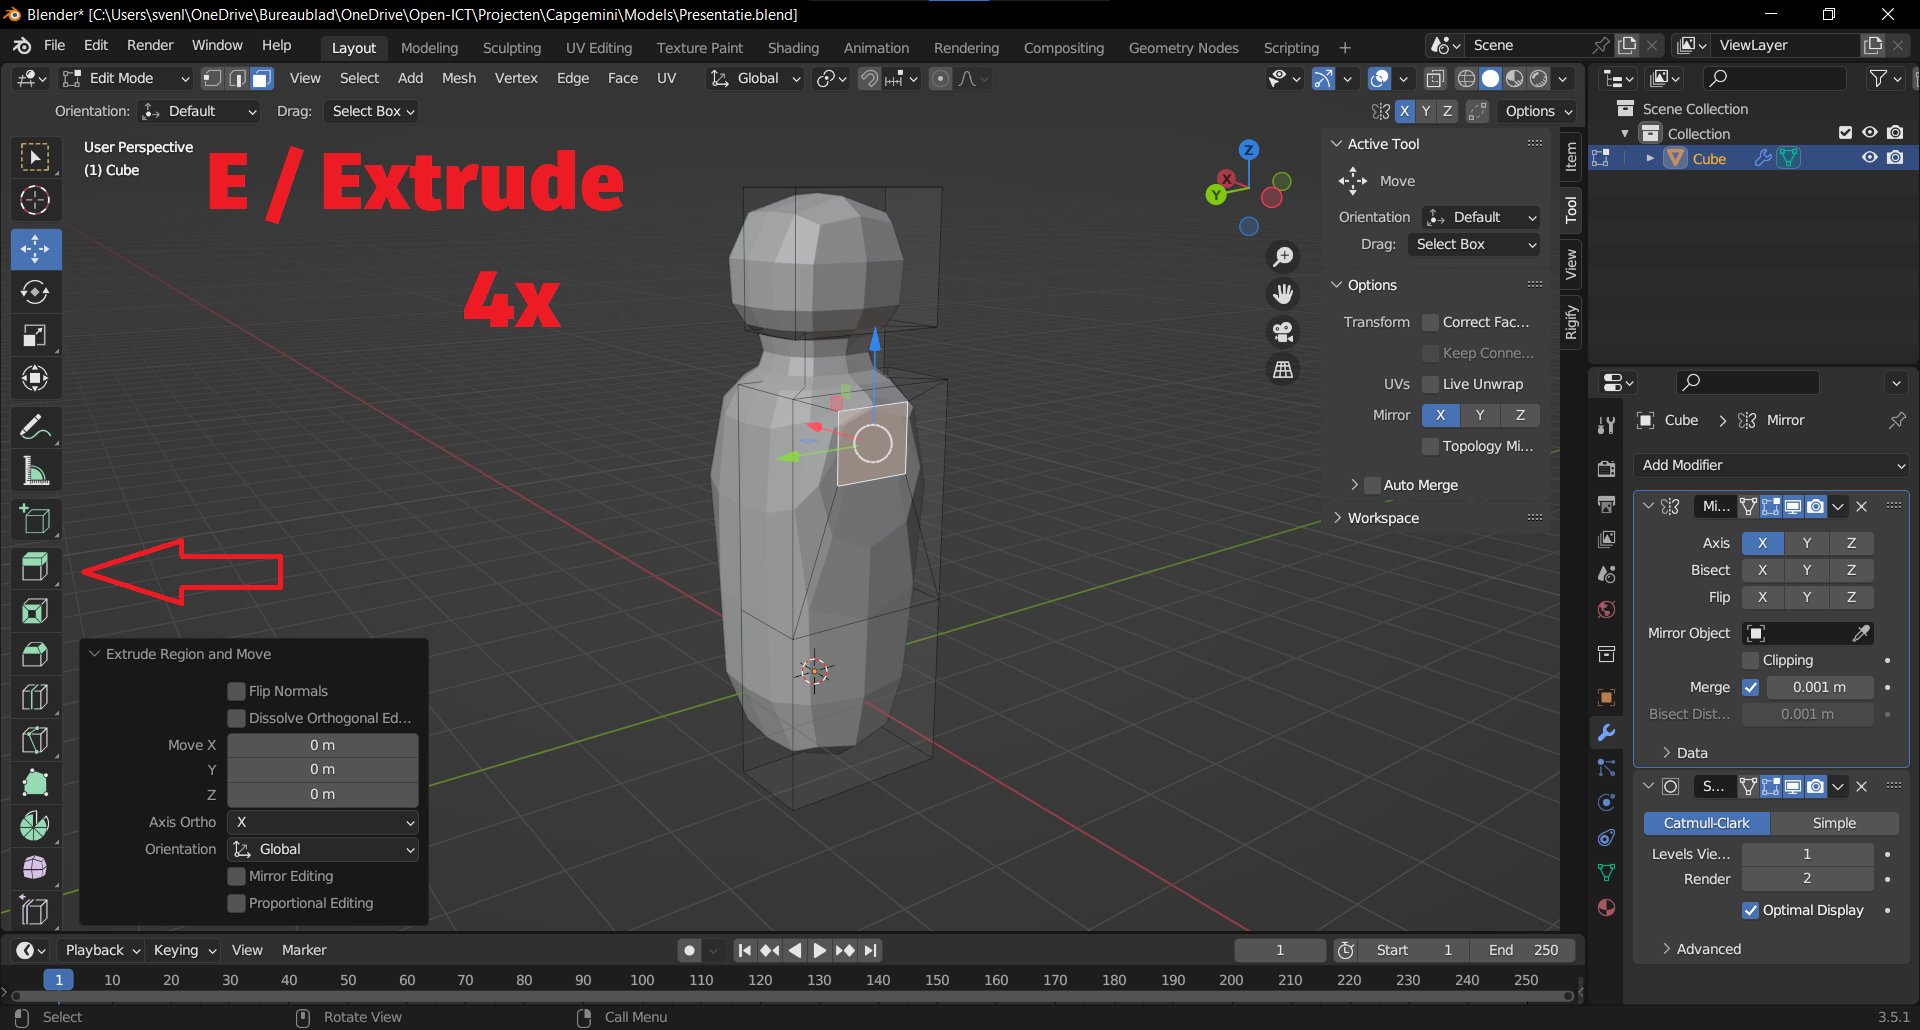 Blender* [C:\Users\svenl\OneDrive\Bureaublad\OneDrive\Open-ICT\Projecten\Capgemini\Models\Presentatie.blend]
File Edit Render Window Help
Layout Modeling Sculpting UV Editing Texture Paint Shading Animation Rendering Compositing Geometry Nodes Scripting +
Scene
ViewLayer
Edit Mode
View Select Add Mesh Vertex Edge Face UV
Global
Orientation: Default Drag: Select Box
X Y Z Options
User Perspective
(1) Cube
E / Extrude
4x
Z
X
Y
Active Tool
Move
Orientation Default
Drag: Select Box
Options
Transform Correct Fac...
Keep Conne...
UVs Live Unwrap
Mirror X Y Z
Topology Mi...
Auto Merge
Workspace
Item
Tool
View
Rigify
Scene Collection
Collection
Cube
Cube > Mirror
Add Modifier
Mi...
Axis X Y Z
Bisect X Y Z
Flip X Y Z
Mirror Object
Clipping
Merge 0.001 m
Bisect Dist... 0.001 m
Data
S...
Catmull-Clark Simple
Levels Vie... 1
Render 2
Optimal Display
Advanced
Extrude Region and Move
Flip Normals
Dissolve Orthogonal Ed...
Move X 0 m
Y 0 m
Z 0 m
Axis Ortho X
Orientation Global
Mirror Editing
Proportional Editing
Playback Keying View Marker
1 Start 1 End 250
1 10 20 30 40 50 60 70 80 90 100 110 120 130 140 150 160 170 180 190 200 210 220 230 240 250
Select Rotate View Call Menu
3.5.1